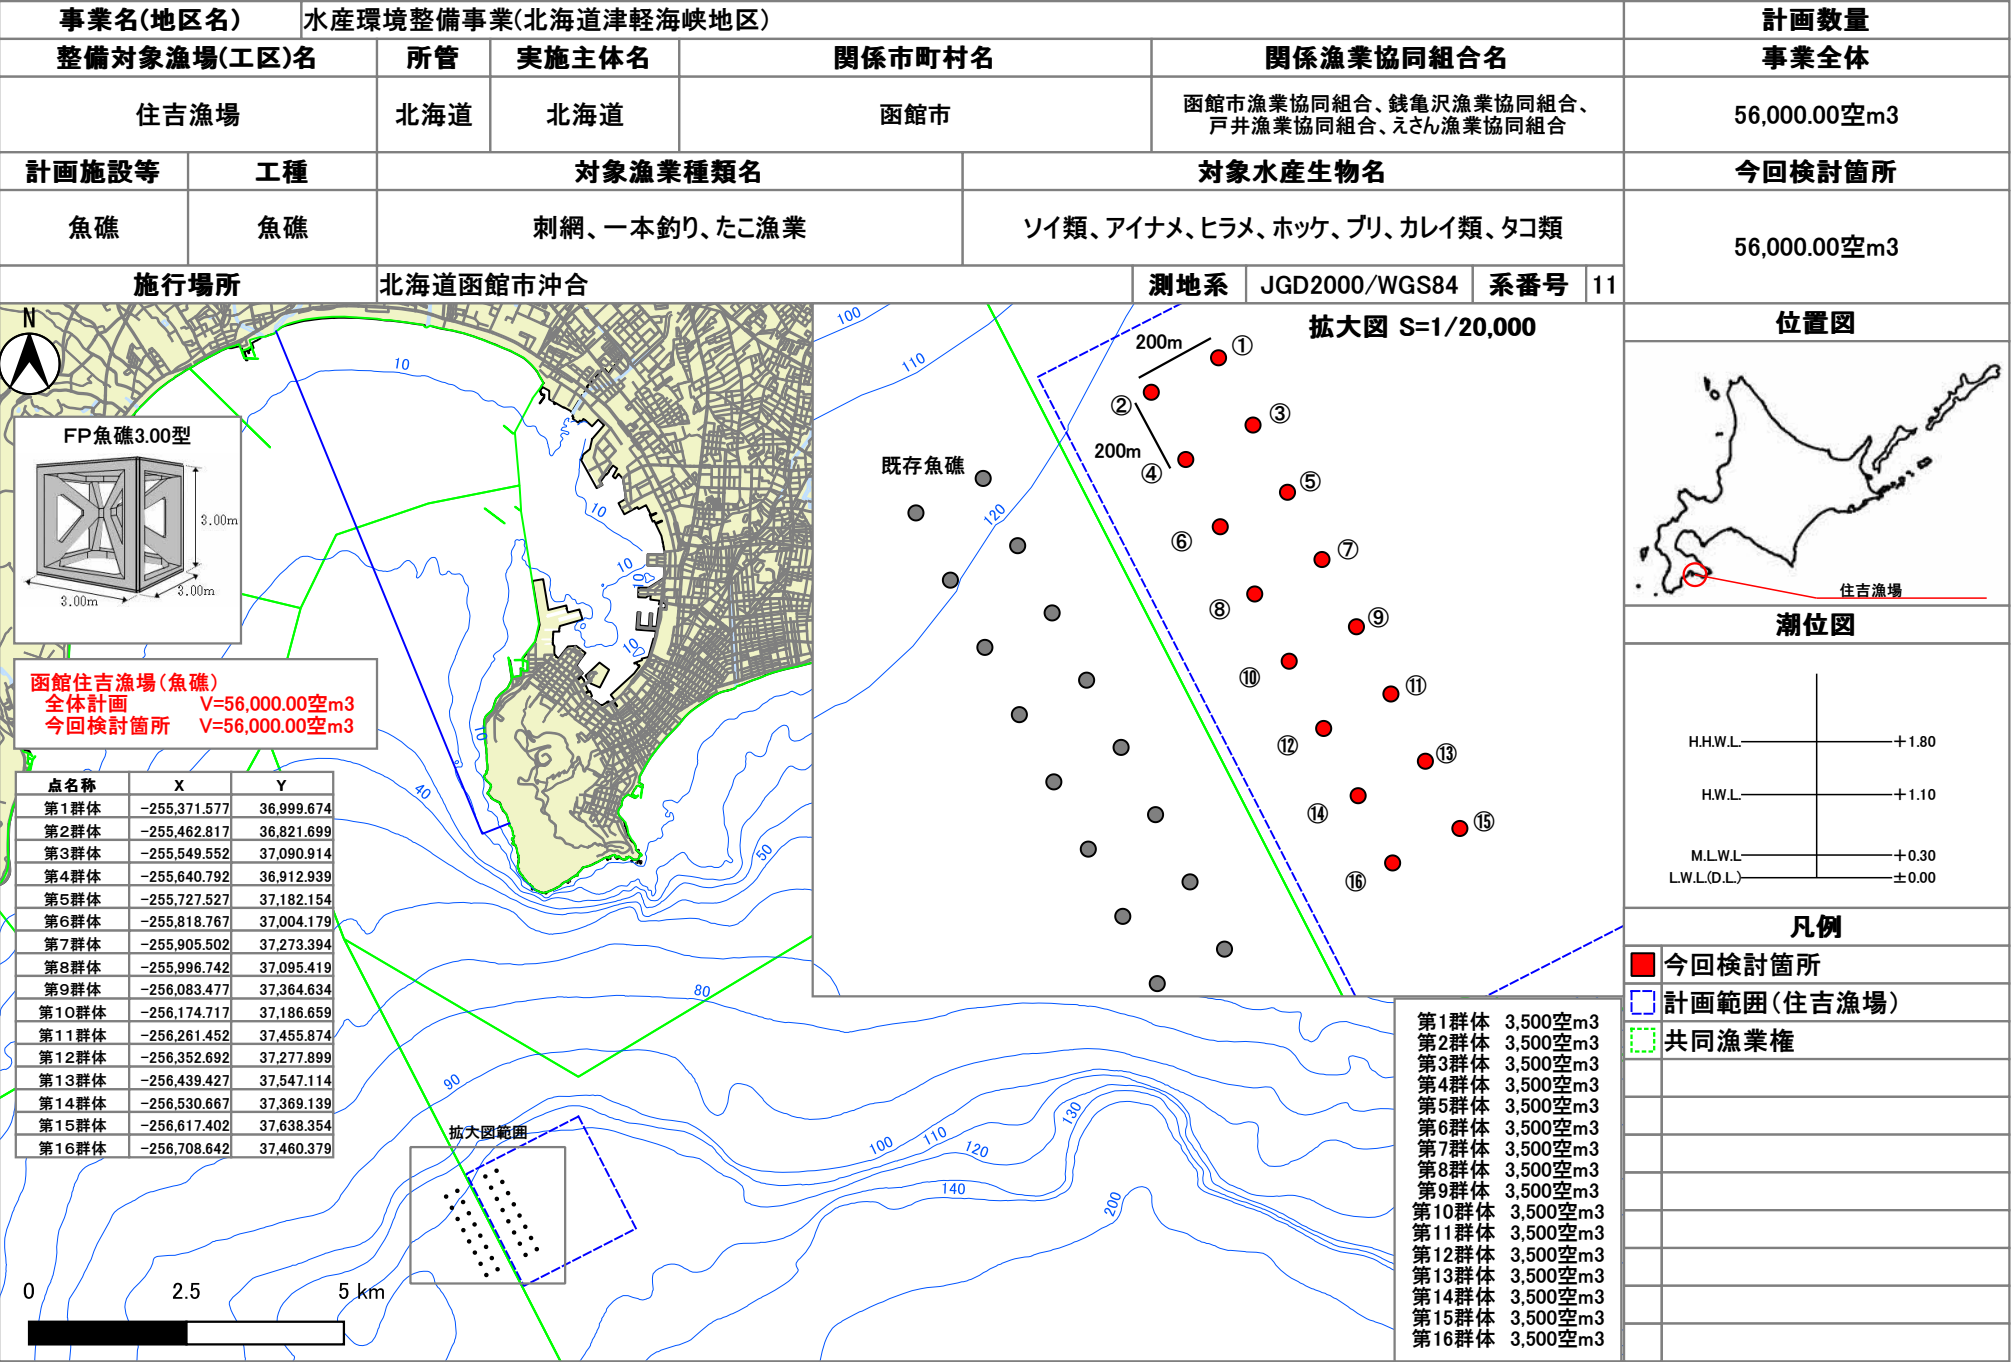 事業名(地区名)
水産環境整備事業(北海道津軽海峡地区)
計画数量
整備対象漁場(工区)名
所管
実施主体名
関係市町村名
関係漁業協同組合名
事業全体
住吉漁場
北海道
北海道
函館市
函館市漁業協同組合、銭亀沢漁業協同組合、
戸井漁業協同組合、えさん漁業協同組合
56,000.00空m3
計画施設等
工種
対象漁業種類名
対象水産生物名
今回検討箇所
魚礁
魚礁
刺網、一本釣り、たこ漁業
ソイ類、アイナメ、ヒラメ、ホッケ、ブリ、カレイ類、タコ類
56,000.00空m3
施行場所
北海道函館市沖合
測地系
JGD2000/WGS84
系番号
11
N
FP魚礁3.00型
3.00m
3.00m
3.00m
函館住吉漁場(魚礁)
全体計画 V=56,000.00空m3
今回検討箇所 V=56,000.00空m3
点名称 X Y
第1群体 -255,371.577 36,999.674
第2群体 -255,462.817 36,821.699
第3群体 -255,549.552 37,090.914
第4群体 -255,640.792 36,912.939
第5群体 -255,727.527 37,182.154
第6群体 -255,818.767 37,004.179
第7群体 -255,905.502 37,273.394
第8群体 -255,996.742 37,095.419
第9群体 -256,083.477 37,364.634
第10群体 -256,174.717 37,186.659
第11群体 -256,261.452 37,455.874
第12群体 -256,352.692 37,277.899
第13群体 -256,439.427 37,547.114
第14群体 -256,530.667 37,369.139
第15群体 -256,617.402 37,638.354
第16群体 -256,708.642 37,460.379
10
10
10
10
10
10
40
50
80
90
100
110
120
130
140
200
拡大図範囲
0 2.5 5 km
拡大図 S=1/20,000
100
110
120
200m
200m
既存魚礁
①
②
③
④
⑤
⑥
⑦
⑧
⑨
⑩
⑪
⑫
⑬
⑭
⑮
⑯
第1群体 3,500空m3
第2群体 3,500空m3
第3群体 3,500空m3
第4群体 3,500空m3
第5群体 3,500空m3
第6群体 3,500空m3
第7群体 3,500空m3
第8群体 3,500空m3
第9群体 3,500空m3
第10群体 3,500空m3
第11群体 3,500空m3
第12群体 3,500空m3
第13群体 3,500空m3
第14群体 3,500空m3
第15群体 3,500空m3
第16群体 3,500空m3
位置図
住吉漁場
潮位図
H.H.W.L. +1.80
H.W.L. +1.10
M.L.W.L +0.30
L.W.L.(D.L.) ±0.00
凡例
今回検討箇所
計画範囲(住吉漁場)
共同漁業権